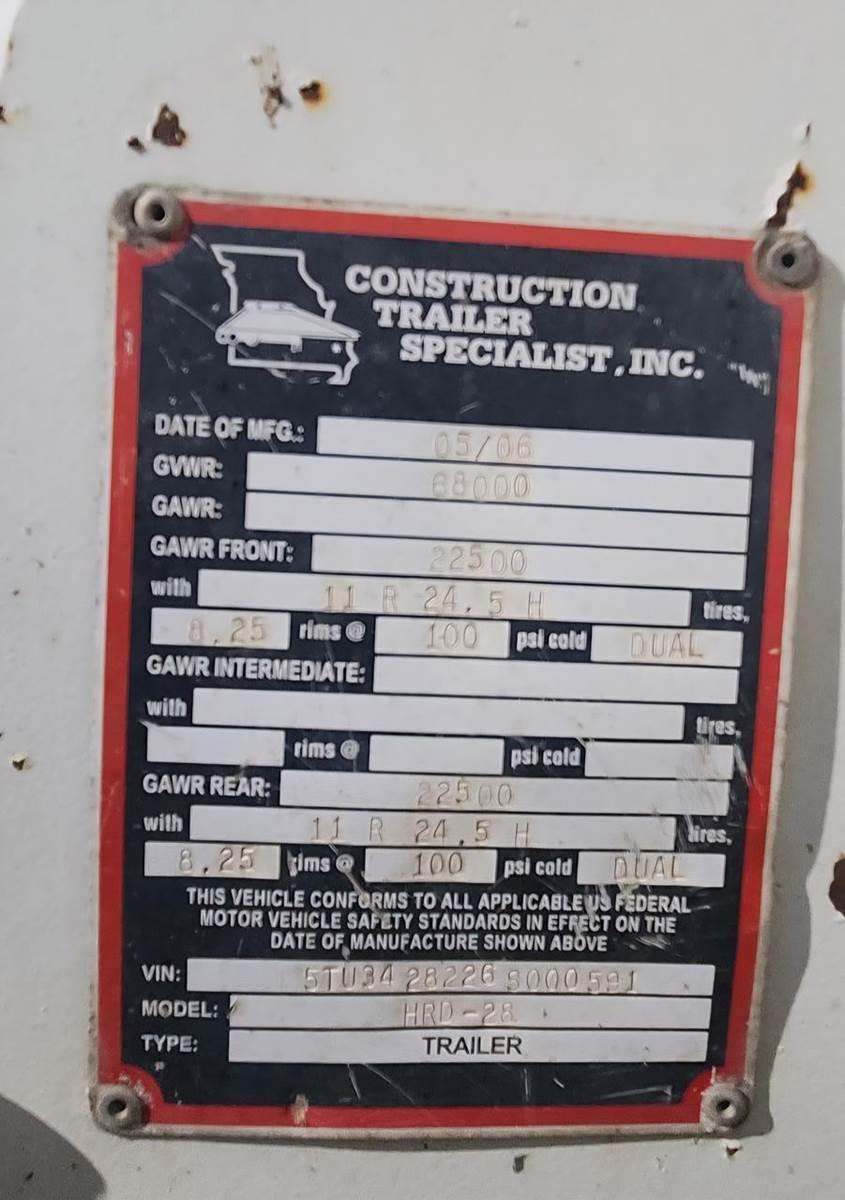 CONSTRUCTION
TRAILER
SPECIALIST, INC.
DATE OF MFG.: 05/06
GVWR: 68000
GAWR:
GAWR FRONT: 22500
with 11 R 24.5 H tires,
8.25 rims @ 100 psi cold DUAL
GAWR INTERMEDIATE:
with tires,
rims @ psi cold
GAWR REAR: 22500
with 11 R 24.5 H tires,
8.25 rims @ 100 psi cold DUAL
THIS VEHICLE CONFORMS TO ALL APPLICABLE US FEDERAL
MOTOR VEHICLE SAFETY STANDARDS IN EFFECT ON THE
DATE OF MANUFACTURE SHOWN ABOVE
VIN: 5TU34 28226 S000591
MODEL: HRD-28
TYPE: TRAILER